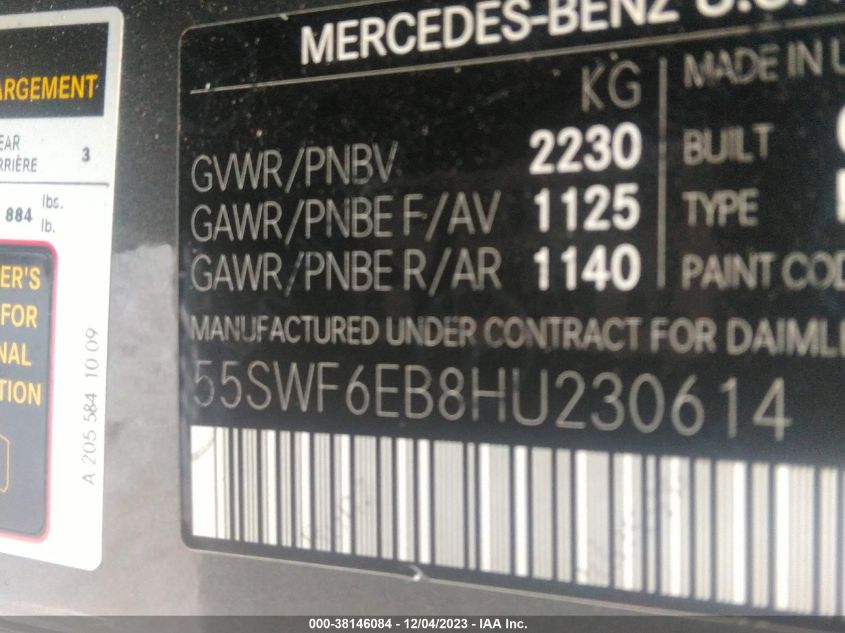 MERCEDES-BENZ U.S.
KG
MADE IN U
GVWR/PNBV 2230
BUILT
GAWR/PNBE F/AV 1125
TYPE
GAWR/PNBE R/AR 1140
PAINT COD
MANUFACTURED UNDER CONTRACT FOR DAIML
55SWF6EB8HU230614
ARGEMENT
EAR
RRIÈRE 3
884 lbs.
lb.
ER'S
FOR
NAL
TION
A 205 584 10 09
000-38146084 - 12/04/2023 - IAA Inc.